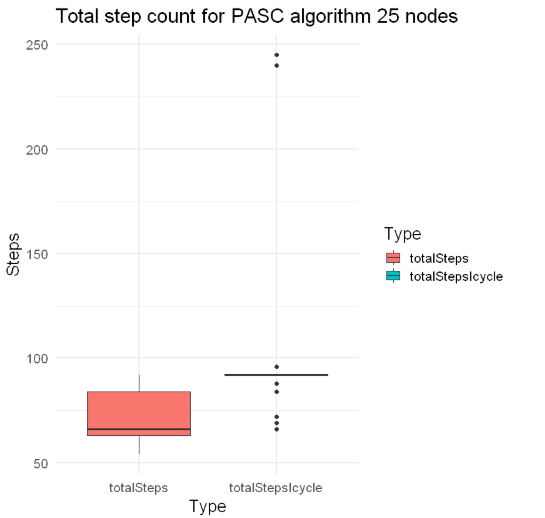 Total step count for PASC algorithm 25 nodes
250
200
150
100
50
Steps
totalSteps totalStepsIcycle
Type
Type
totalSteps
totalStepsIcycle